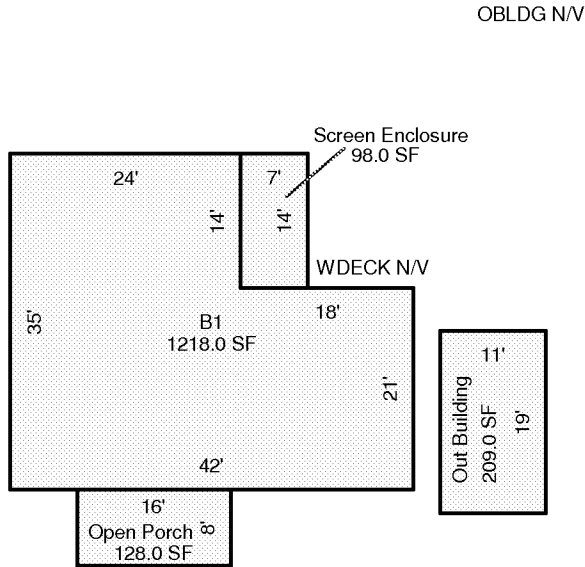 OBLDG N/V
Screen Enclosure
98.0 SF
24'
7'
14'
14'
WDECK N/V
18'
35'
B1
1218.0 SF
21'
11'
Out Building
209.0 SF
19'
42'
16'
Open Porch
8'
128.0 SF